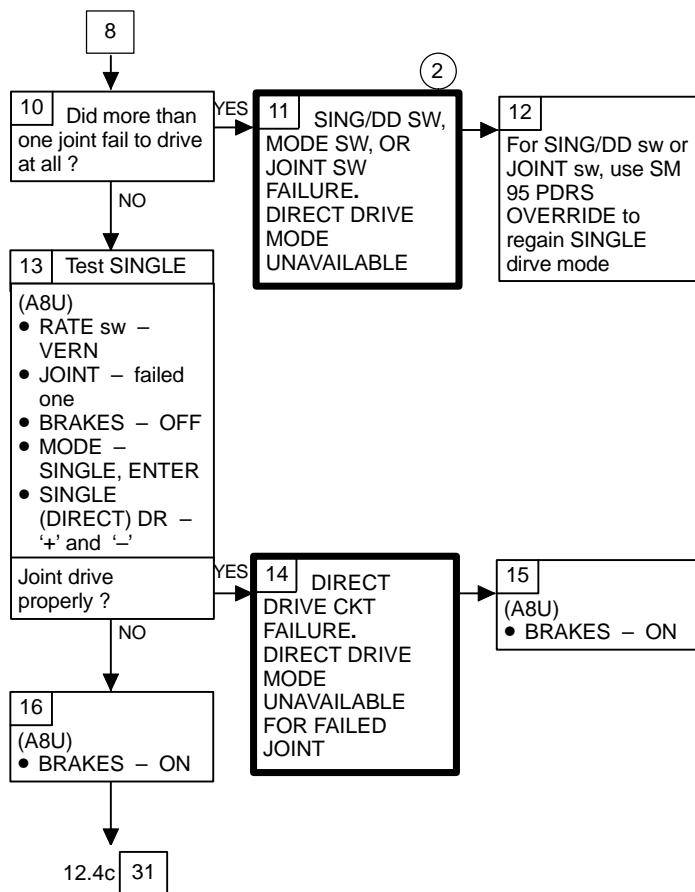 8
10 Did more than
one joint fail to drive
at all ?
YES
NO
2
11 SING/DD SW,
MODE SW, OR
JOINT SW
FAILURE.
DIRECT DRIVE
MODE
UNAVAILABLE
12
For SING/DD sw or
JOINT sw, use SM
95 PDRS
OVERRIDE to
regain SINGLE
dirve mode
13 Test SINGLE
(A8U)
• RATE sw –
VERN
• JOINT – failed
one
• BRAKES – OFF
• MODE –
SINGLE, ENTER
• SINGLE
(DIRECT) DR –
‘+’ and ‘–’
Joint drive
properly ?
YES
NO
14 DIRECT
DRIVE CKT
FAILURE.
DIRECT DRIVE
MODE
UNAVAILABLE
FOR FAILED
JOINT
15
(A8U)
• BRAKES – ON
16
(A8U)
• BRAKES – ON
12.4c 31